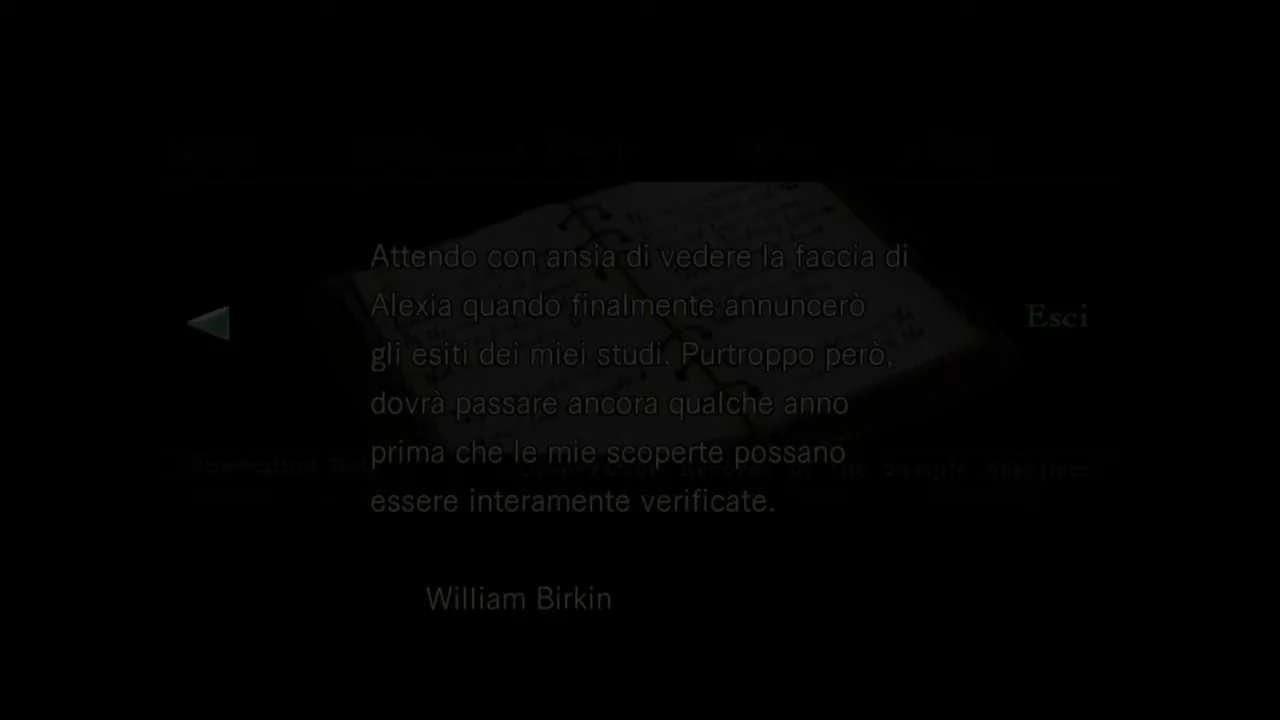 Attendo con ansia di vedere la faccia di
Alexia quando finalmente annuncerò
Esci
gli esiti dei miei studi. Purtroppo però,
dovrà passare ancora qualche anno
prima che le mie scoperte possano
essere interamente verificate.
William Birkin